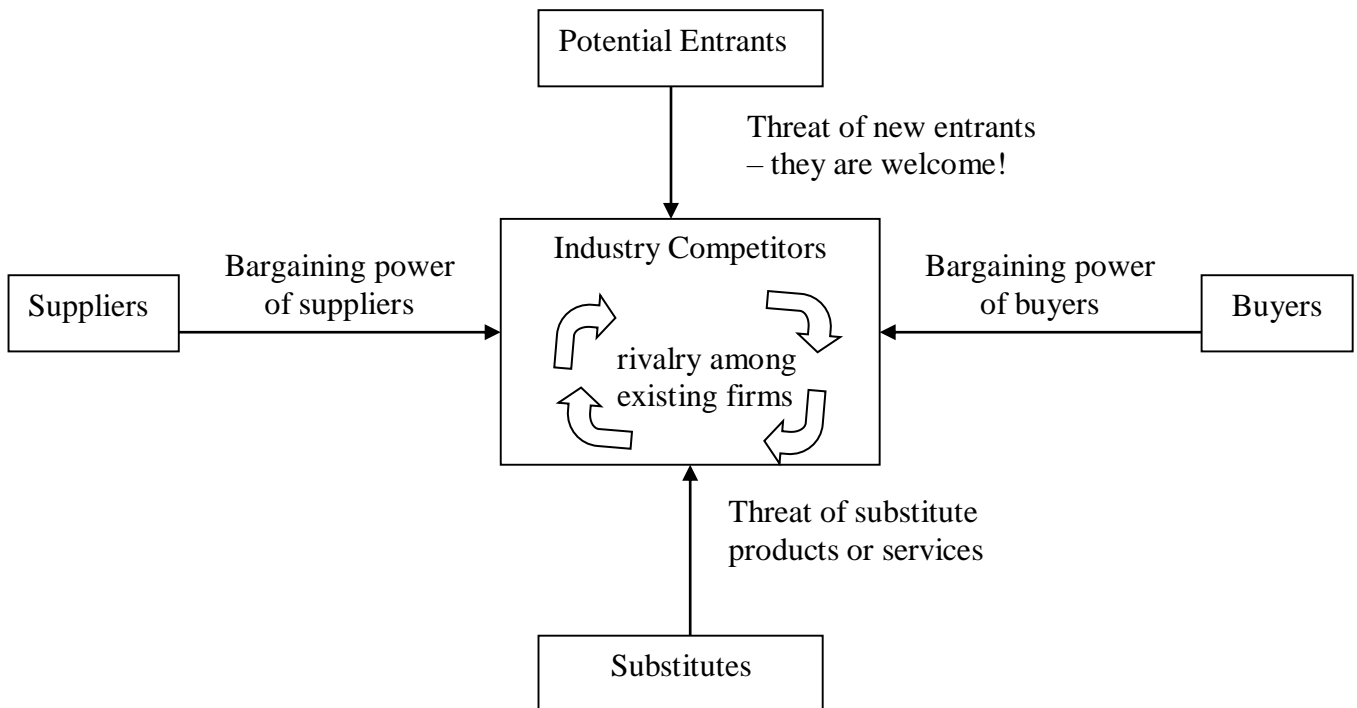 Potential Entrants
Threat of new entrants
– they are welcome!
Industry Competitors
Bargaining power
of suppliers
Bargaining power
of buyers
Suppliers
Buyers
rivalry among
existing firms
Threat of substitute
products or services
Substitutes